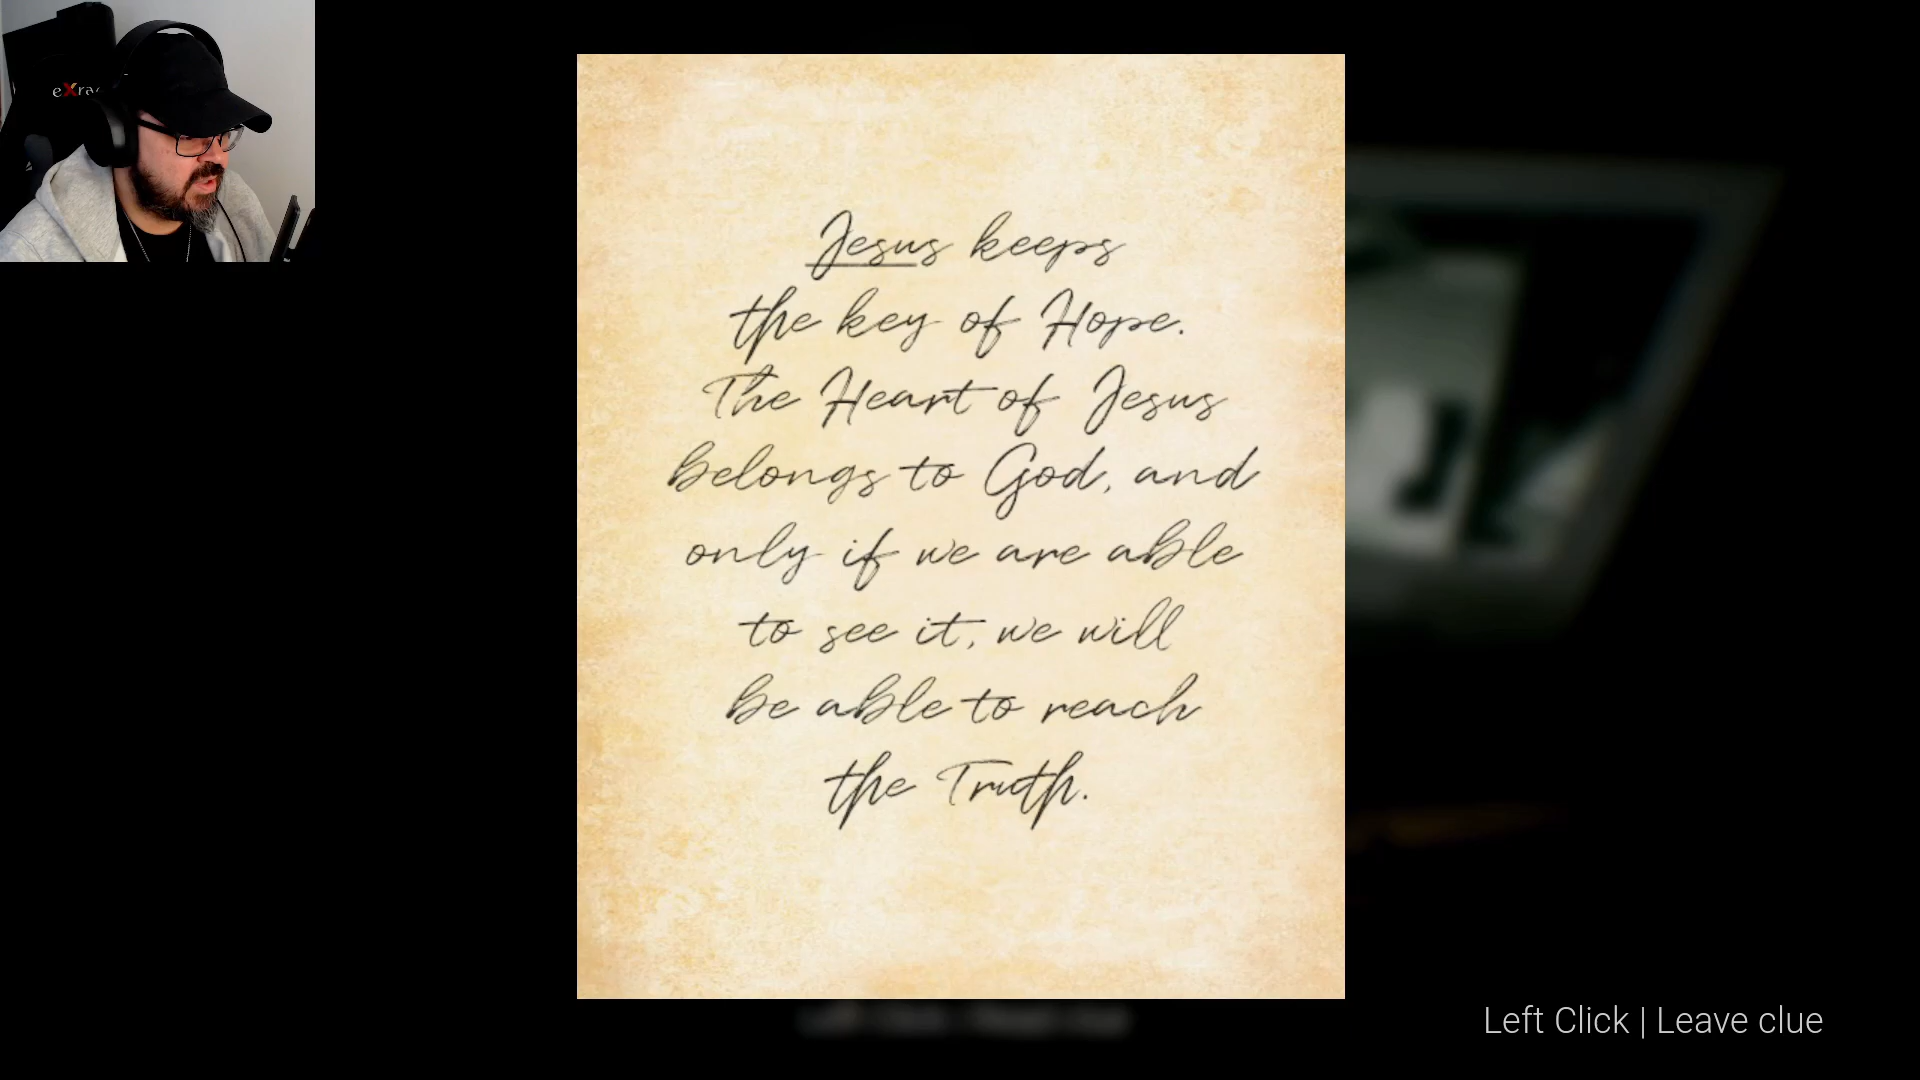 eXra
Jesus keeps
the key of Hope.
The Heart of Jesus
belongs to God, and
only if we are able
to see it, we will
be able to reach
the Truth.
Left Click | Leave clue